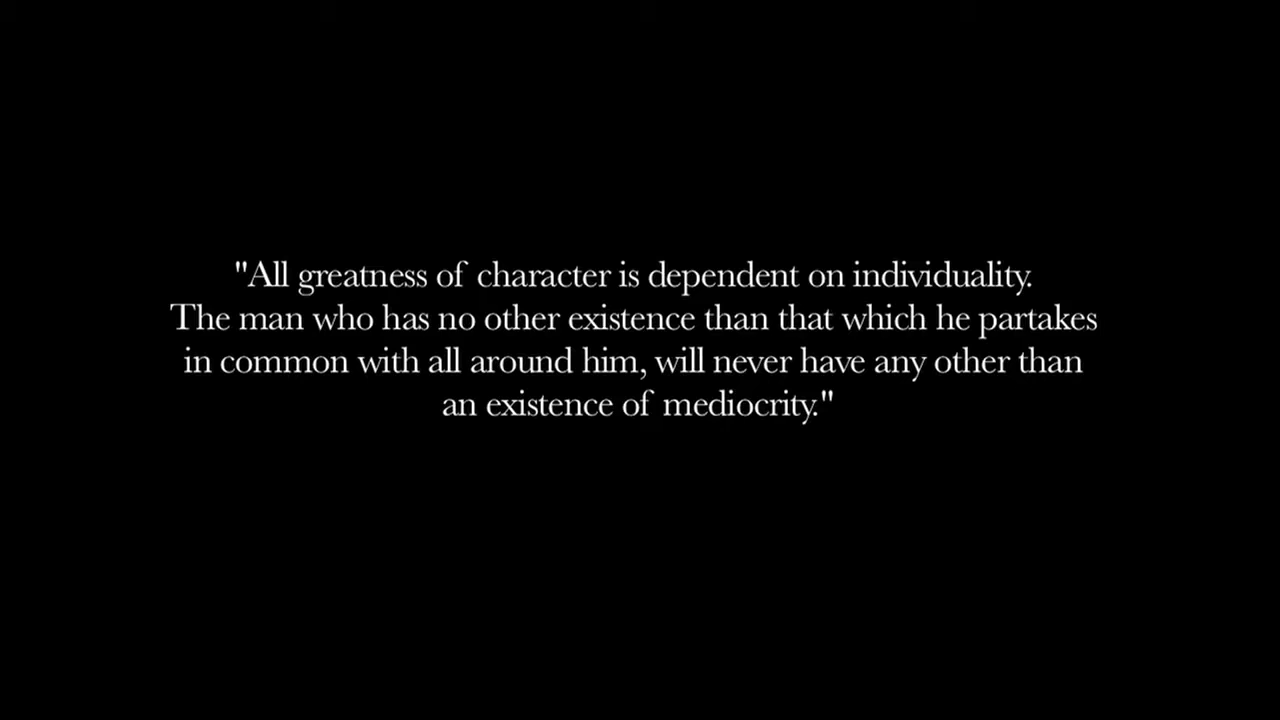 "All greatness of character is dependent on individuality.
The man who has no other existence than that which he partakes
in common with all around him, will never have any other than
an existence of mediocrity."